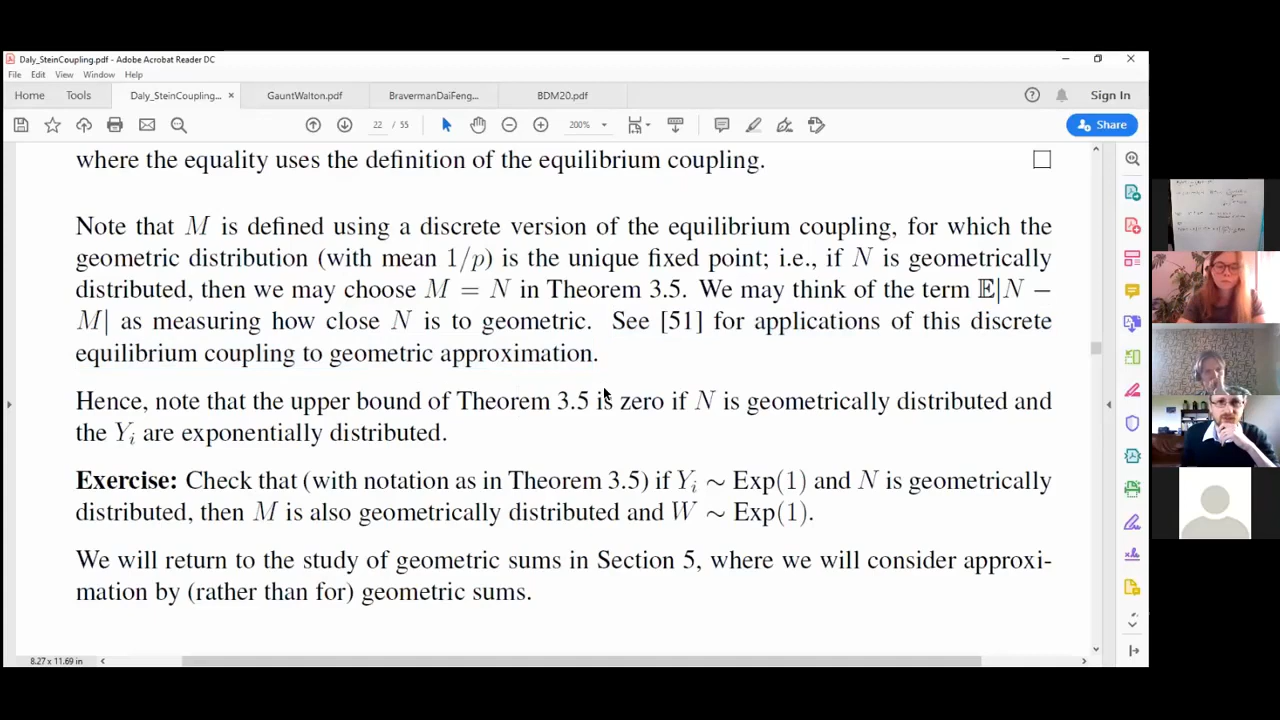 Daly_SteinCoupling.pdf - Adobe Acrobat Reader DC
File Edit View Window Help
Home Tools Daly_SteinCoupling... × GauntWalton.pdf BravermanDaiFeng... BDM20.pdf Sign In
22 / 55 200% Share
where the equality uses the definition of the equilibrium coupling. □
Note that M is defined using a discrete version of the equilibrium coupling, for which the
geometric distribution (with mean 1/p) is the unique fixed point; i.e., if N is geometrically
distributed, then we may choose M = N in Theorem 3.5. We may think of the term 𝔼|N −
M| as measuring how close N is to geometric. See [51] for applications of this discrete
equilibrium coupling to geometric approximation.
Hence, note that the upper bound of Theorem 3.5 is zero if N is geometrically distributed and
the Y_i are exponentially distributed.
Exercise: Check that (with notation as in Theorem 3.5) if Y_i ∼ Exp(1) and N is geometrically
distributed, then M is also geometrically distributed and W ∼ Exp(1).
We will return to the study of geometric sums in Section 5, where we will consider approxi-
mation by (rather than for) geometric sums.
8.27 x 11.69 in